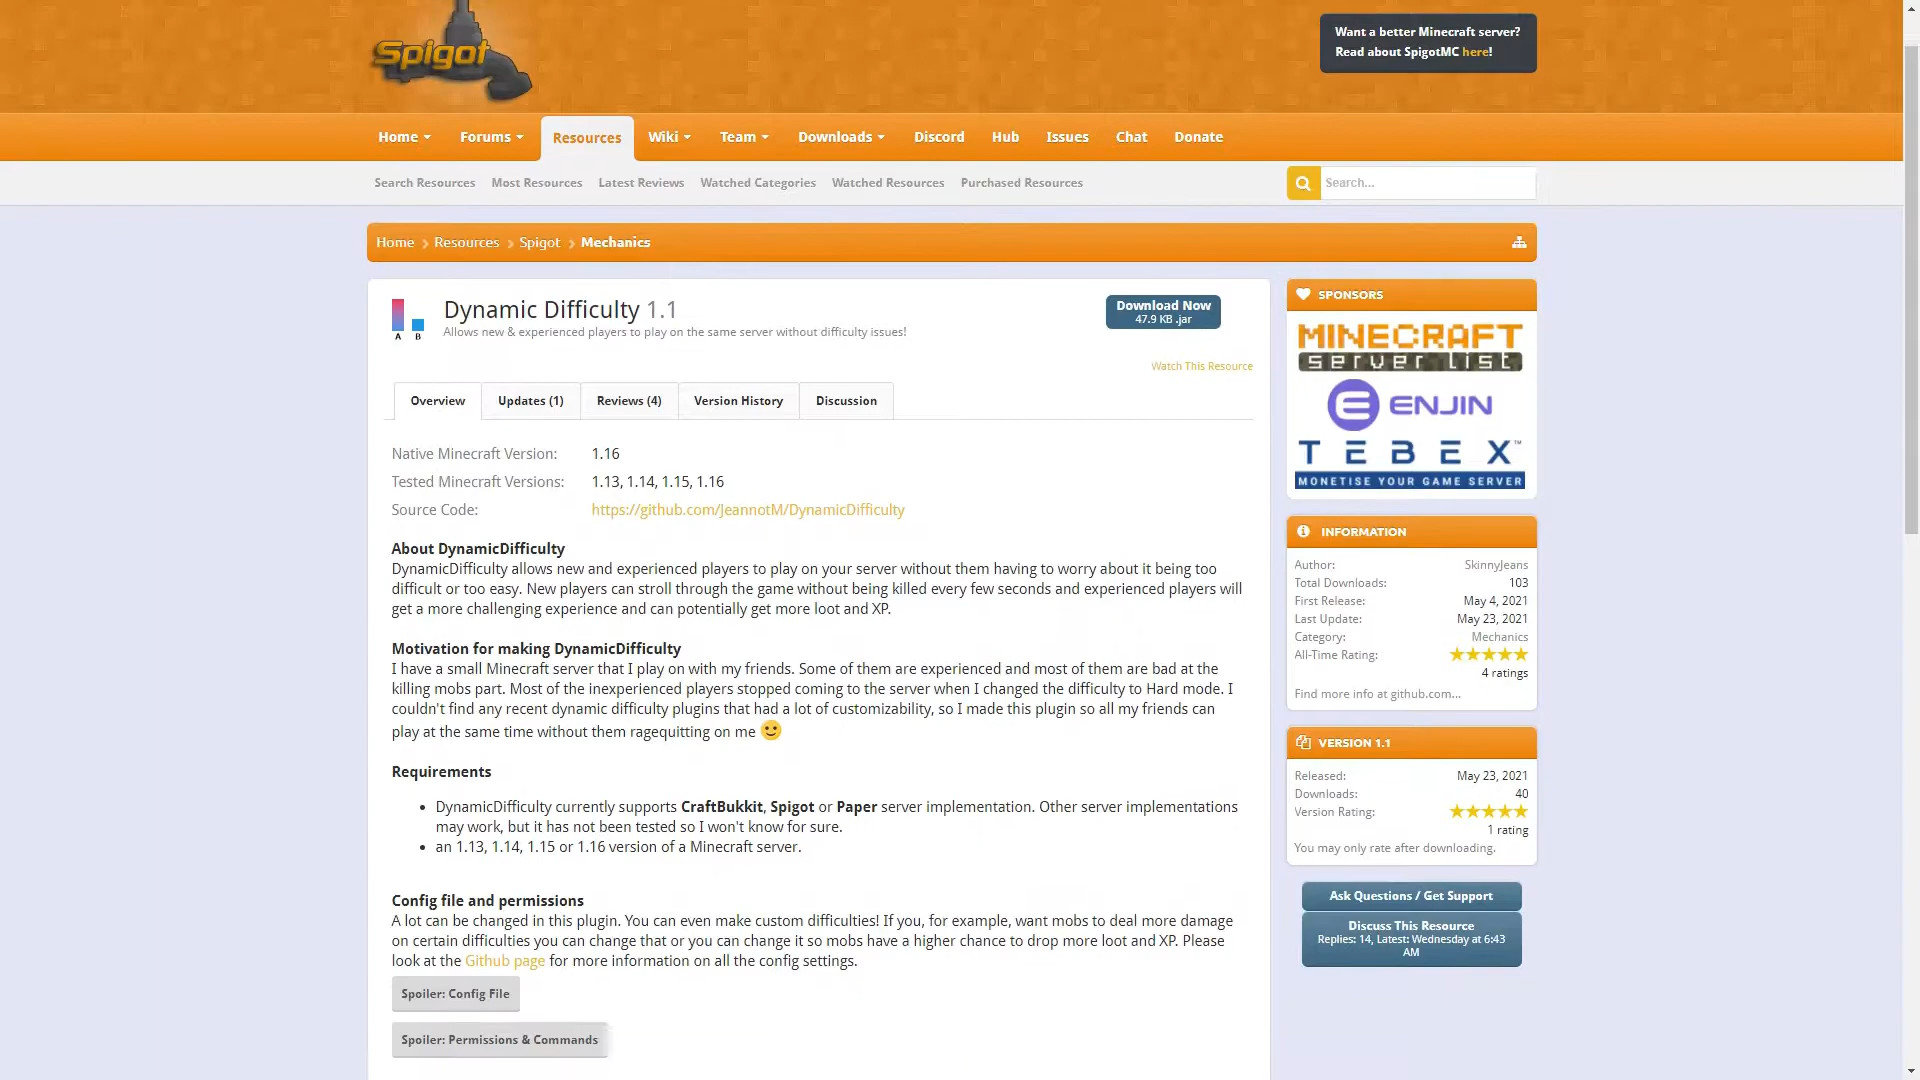 Spigot
Want a better Minecraft server?
Read about SpigotMC here!
Home Forums Resources Wiki Team Downloads Discord Hub Issues Chat Donate
Search Resources Most Resources Latest Reviews Watched Categories Watched Resources Purchased Resources
Search...
Home Resources Spigot Mechanics
Dynamic Difficulty 1.1
Allows new & experienced players to play on the same server without difficulty issues!
A B
Download Now
47.9 KB .jar
Watch This Resource
Overview Updates (1) Reviews (4) Version History Discussion
Native Minecraft Version: 1.16
Tested Minecraft Versions: 1.13, 1.14, 1.15, 1.16
Source Code: https://github.com/JeannotM/DynamicDifficulty
About DynamicDifficulty
DynamicDifficulty allows new and experienced players to play on your server without them having to worry about it being too
difficult or too easy. New players can stroll through the game without being killed every few seconds and experienced players will
get a more challenging experience and can potentially get more loot and XP.
Motivation for making DynamicDifficulty
I have a small Minecraft server that I play on with my friends. Some of them are experienced and most of them are bad at the
killing mobs part. Most of the inexperienced players stopped coming to the server when I changed the difficulty to Hard mode. I
couldn't find any recent dynamic difficulty plugins that had a lot of customizability, so I made this plugin so all my friends can
play at the same time without them ragequitting on me
Requirements
• DynamicDifficulty currently supports CraftBukkit, Spigot or Paper server implementation. Other server implementations
may work, but it has not been tested so I won't know for sure.
• an 1.13, 1.14, 1.15 or 1.16 version of a Minecraft server.
Config file and permissions
A lot can be changed in this plugin. You can even make custom difficulties! If you, for example, want mobs to deal more damage
on certain difficulties you can change that or you can change it so mobs have a higher chance to drop more loot and XP. Please
look at the Github page for more information on all the config settings.
Spoiler: Config File
Spoiler: Permissions & Commands
SPONSORS
MINECRAFT
server list
ENJIN
TEBEX™
MONETISE YOUR GAME SERVER
INFORMATION
Author: SkinnyJeans
Total Downloads: 103
First Release: May 4, 2021
Last Update: May 23, 2021
Category: Mechanics
All-Time Rating:
4 ratings
Find more info at github.com...
VERSION 1.1
Released: May 23, 2021
Downloads: 40
Version Rating:
1 rating
You may only rate after downloading.
Ask Questions / Get Support
Discuss This Resource
Replies: 14, Latest: Wednesday at 6:43
AM